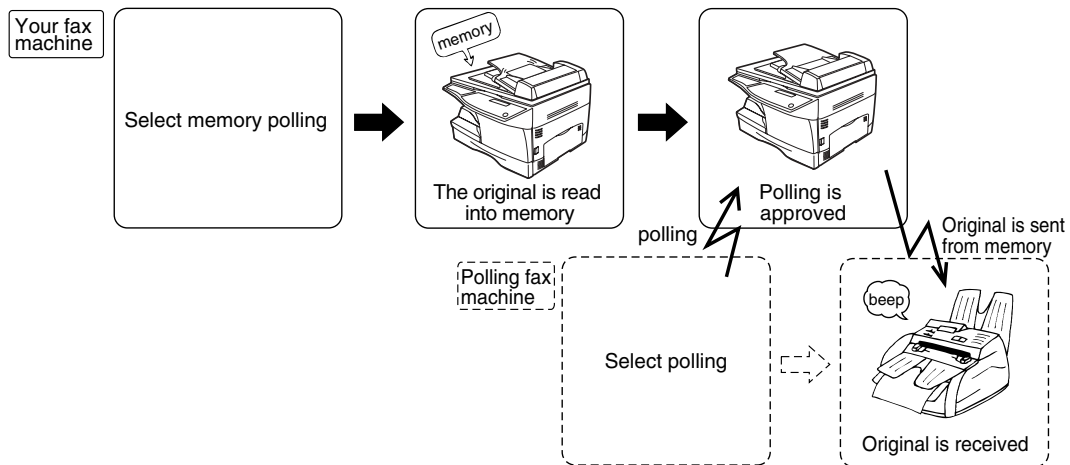 Your fax
machine
Select memory polling
memory
The original is read
into memory
Polling is
approved
polling
Original is sent
from memory
Polling fax
machine
Select polling
beep
Original is received